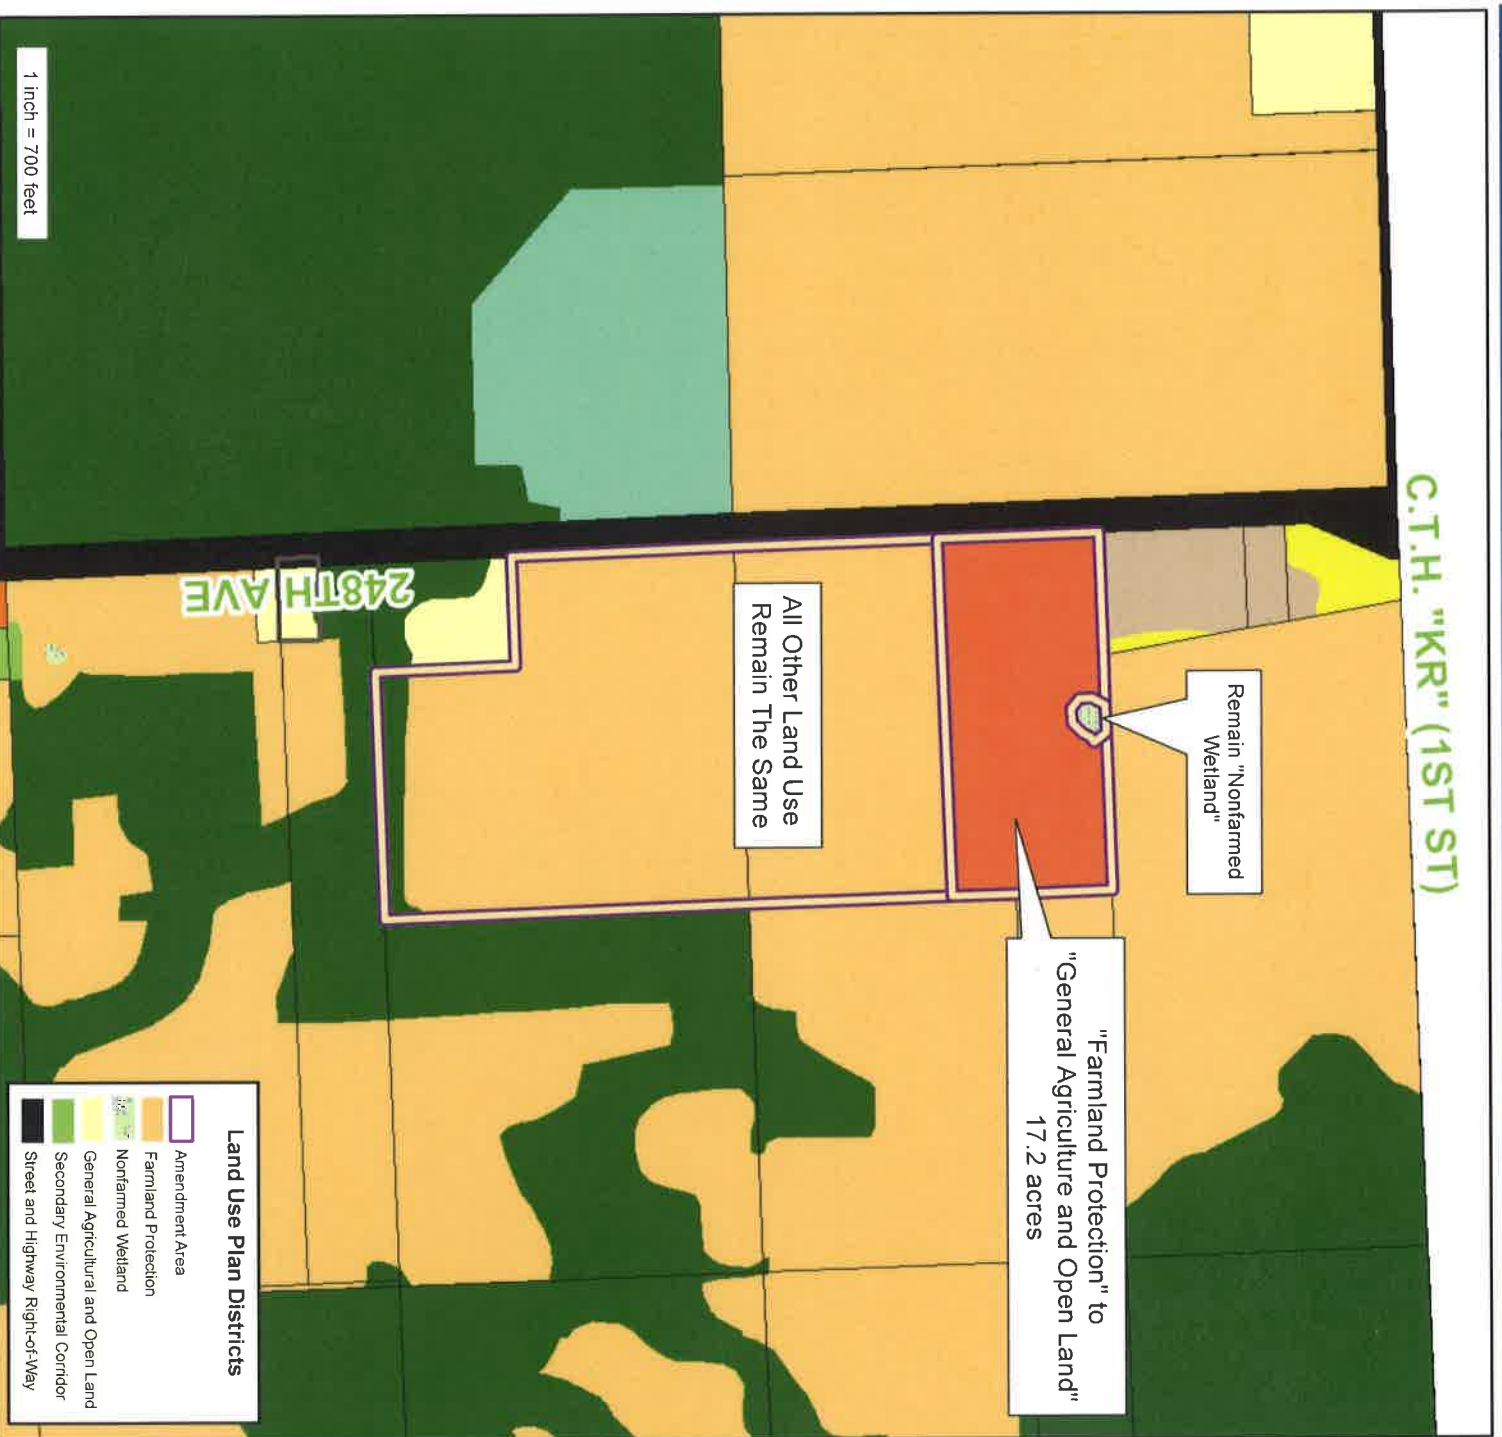 C.T.H. "KR" (1ST ST)
Remain "Nonfarmed
Wetland"
"Farmland Protection" to
"General Agriculture and Open Land"
17.2 acres
All Other Land Use
Remain The Same
248TH AVE
1 inch = 700 feet
Land Use Plan Districts
Amendment Area
Farmland Protection
Nonfarmed Wetland
General Agricultural and Open Land
Secondary Environmental Corridor
Street and Highway Right-of-Way